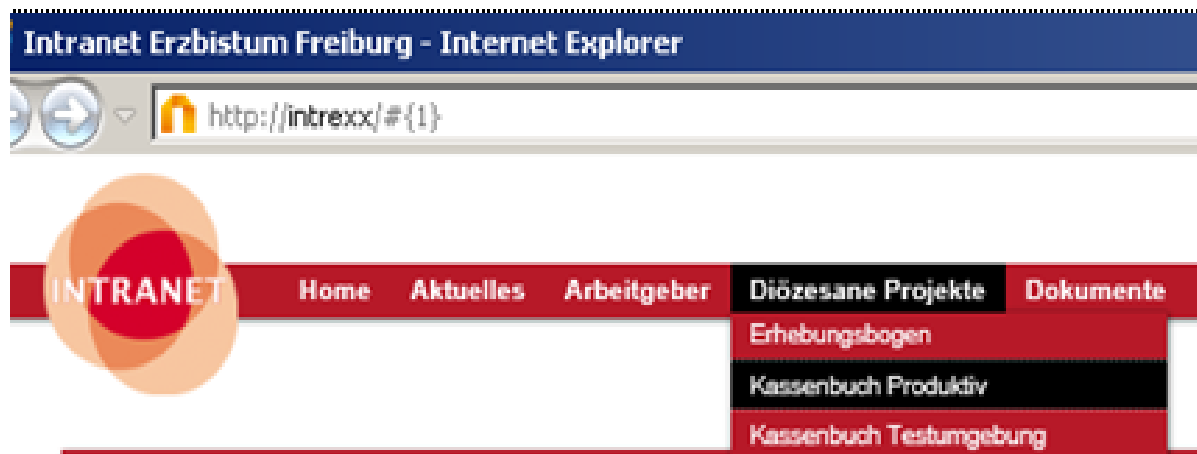 Intranet Erzbistum Freiburg - Internet Explorer
http://intrexx/#{1}
INTRANET
Home Aktuelles Arbeitgeber Diözesane Projekte Dokumente
Erhebungsbogen
Kassenbuch Produktiv
Kassenbuch Testumgebung